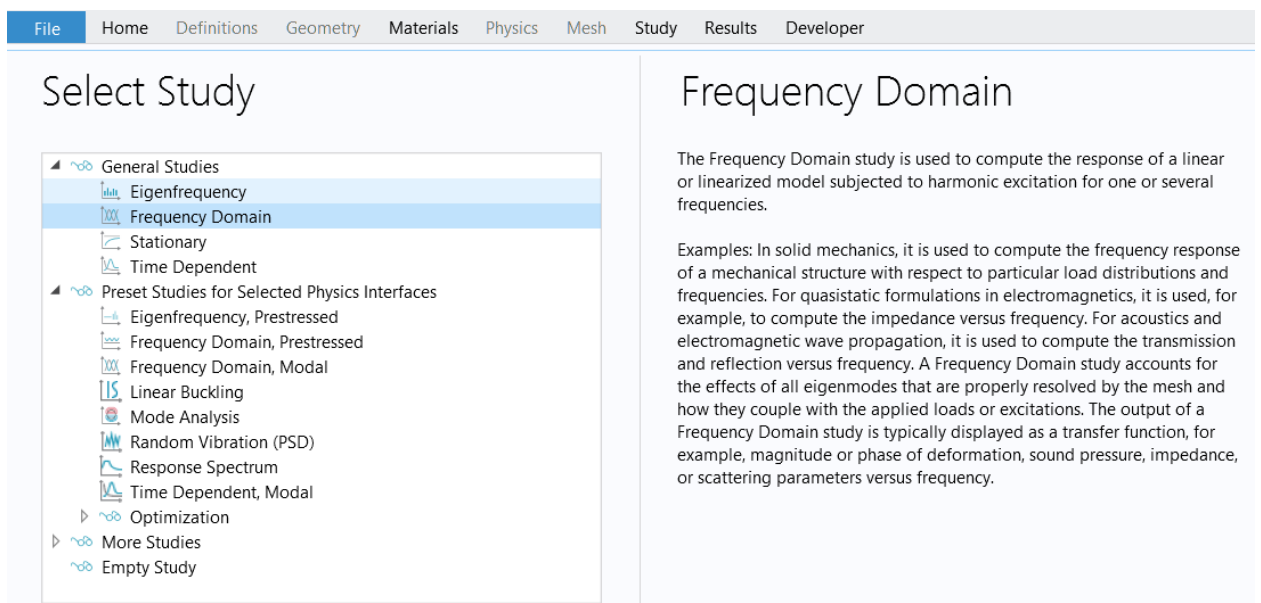 File Home Definitions Geometry Materials Physics Mesh Study Results Developer
Select Study
General Studies
Eigenfrequency
Frequency Domain
Stationary
Time Dependent
Preset Studies for Selected Physics Interfaces
Eigenfrequency, Prestressed
Frequency Domain, Prestressed
Frequency Domain, Modal
Linear Buckling
Mode Analysis
Random Vibration (PSD)
Response Spectrum
Time Dependent, Modal
Optimization
More Studies
Empty Study
Frequency Domain
The Frequency Domain study is used to compute the response of a linear
or linearized model subjected to harmonic excitation for one or several
frequencies.
Examples: In solid mechanics, it is used to compute the frequency response
of a mechanical structure with respect to particular load distributions and
frequencies. For quasistatic formulations in electromagnetics, it is used, for
example, to compute the impedance versus frequency. For acoustics and
electromagnetic wave propagation, it is used to compute the transmission
and reflection versus frequency. A Frequency Domain study accounts for
the effects of all eigenmodes that are properly resolved by the mesh and
how they couple with the applied loads or excitations. The output of a
Frequency Domain study is typically displayed as a transfer function, for
example, magnitude or phase of deformation, sound pressure, impedance,
or scattering parameters versus frequency.